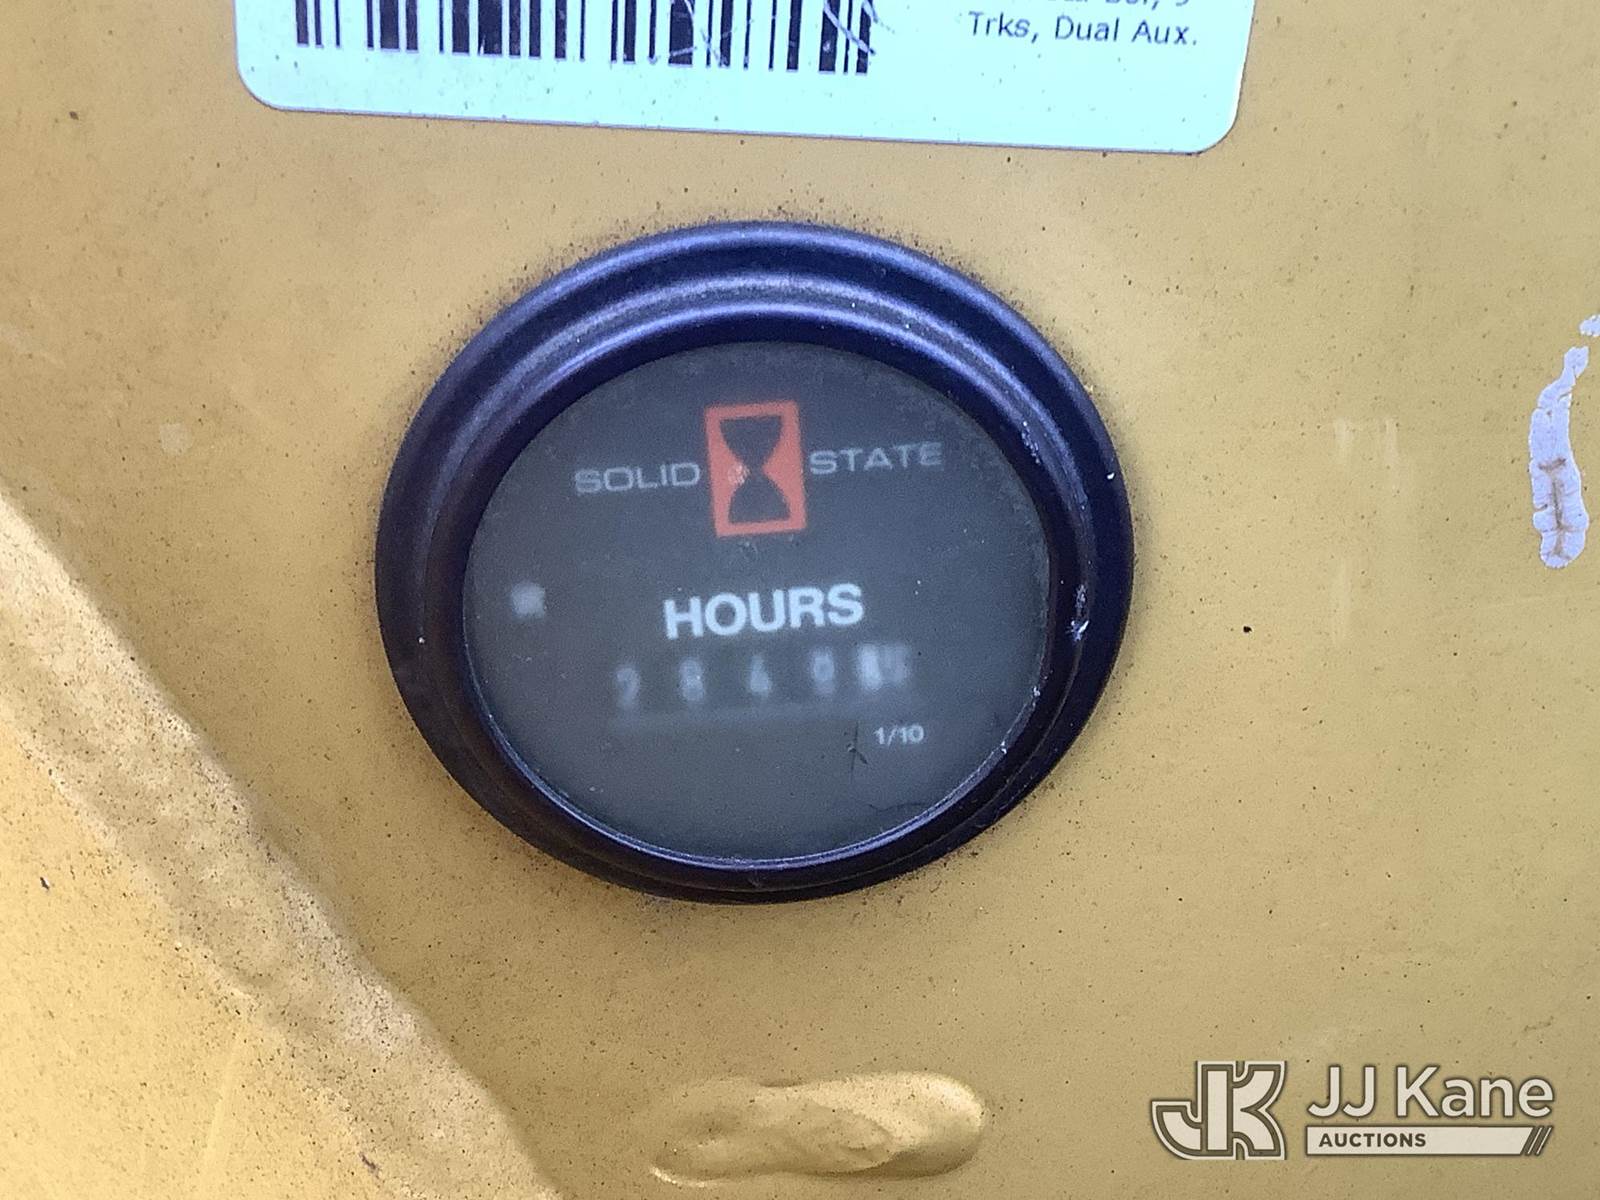 Trks, Dual Aux.
SOLID STATE
HOURS
1/10
JJ Kane
AUCTIONS